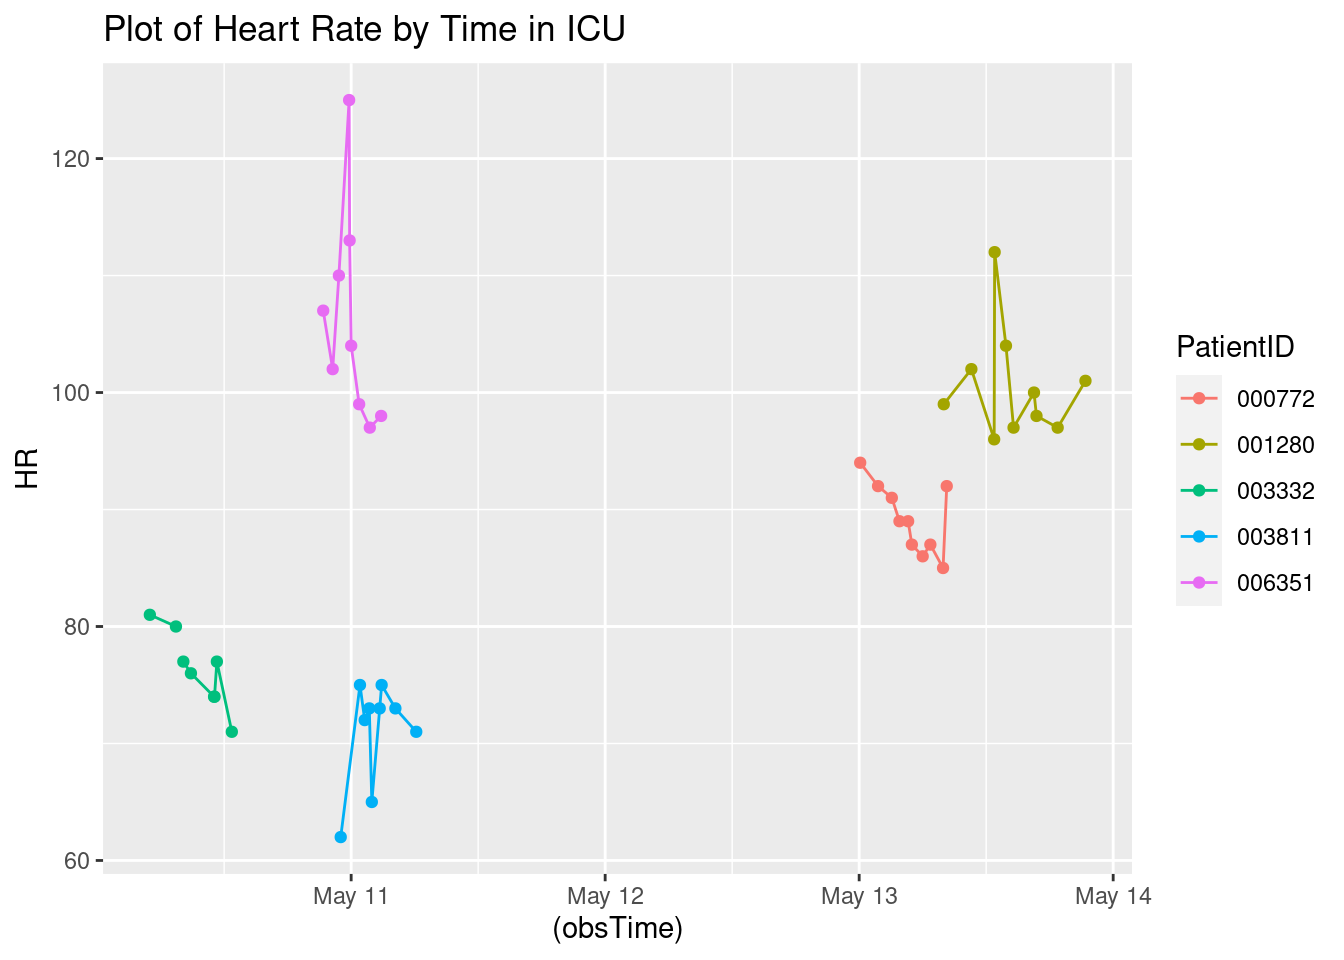 Plot of Heart Rate by Time in ICU
120
100
80
60
HR
May 11
May 12
May 13
May 14
(obsTime)
PatientID
000772
001280
003332
003811
006351